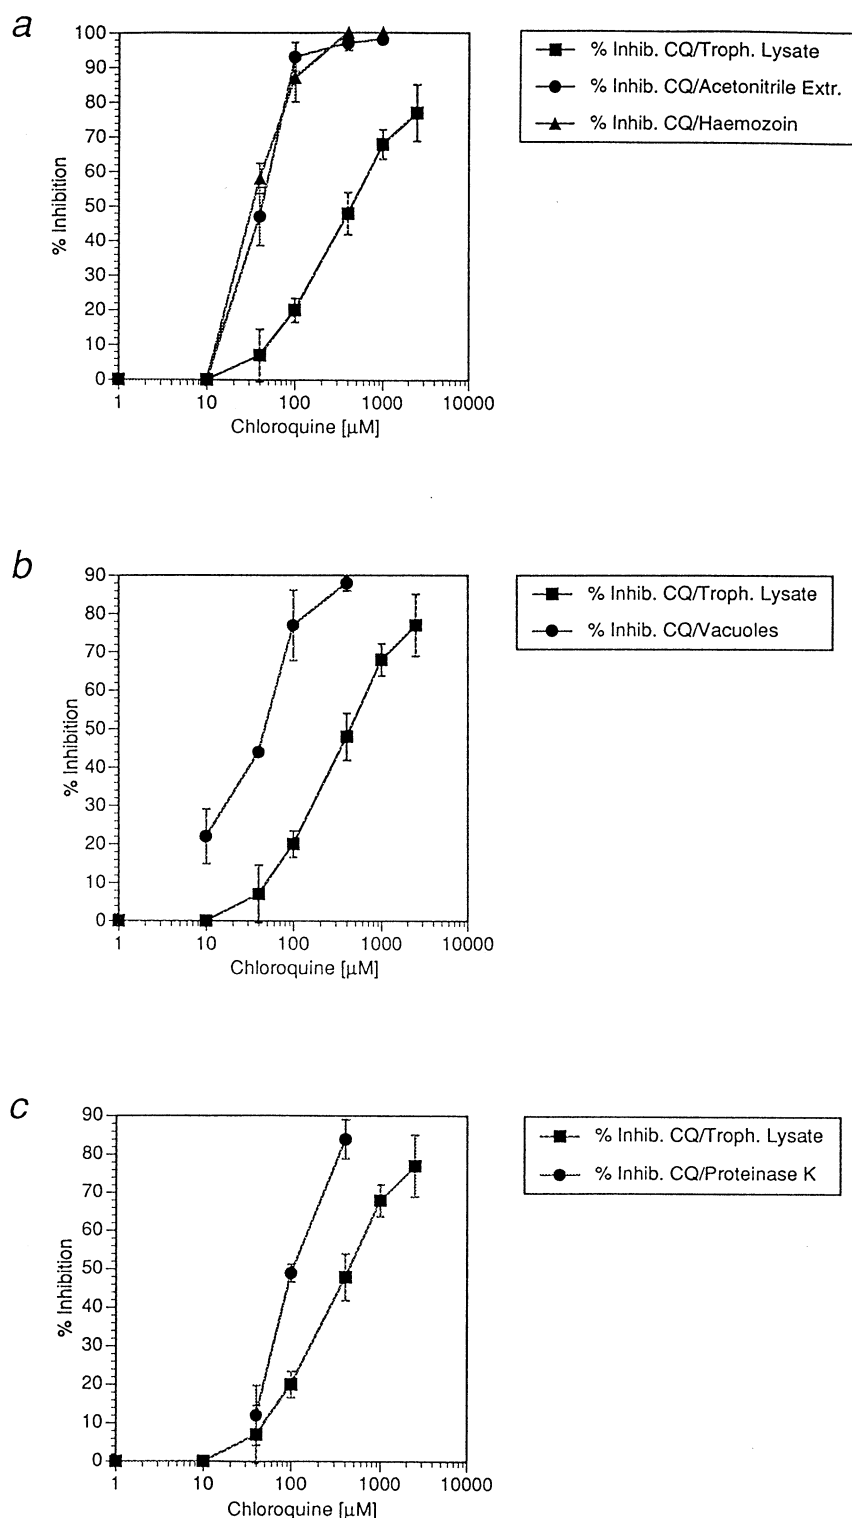 a
100
90
80
70
60
50
40
30
20
10
0
% Inhibition
1 10 100 1000 10000
Chloroquine [µM]
% Inhib. CQ/Troph. Lysate
% Inhib. CQ/Acetonitrile Extr.
% Inhib. CQ/Haemozoin
b
90
80
70
60
50
40
30
20
10
0
% Inhibition
1 10 100 1000 10000
Chloroquine [µM]
% Inhib. CQ/Troph. Lysate
% Inhib. CQ/Vacuoles
c
90
80
70
60
50
40
30
20
10
0
% Inhibition
1 10 100 1000 10000
Chloroquine [µM]
% Inhib. CQ/Troph. Lysate
% Inhib. CQ/Proteinase K